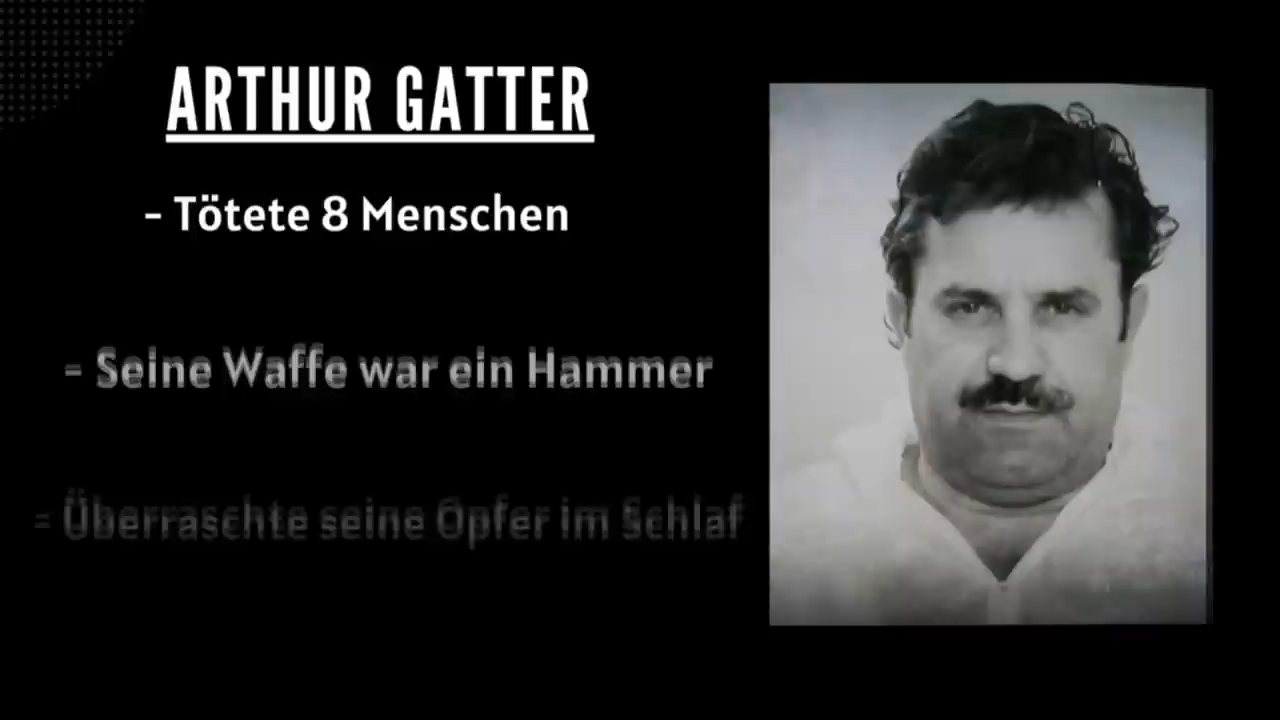 ARTHUR GATTER
- Tötete 8 Menschen
- Seine Waffe war ein Hammer
- Überraschte seine Opfer im Schlaf